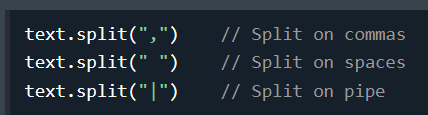 text.split(",")    // Split on commas
text.split(" ")    // Split on spaces
text.split("|")    // Split on pipe